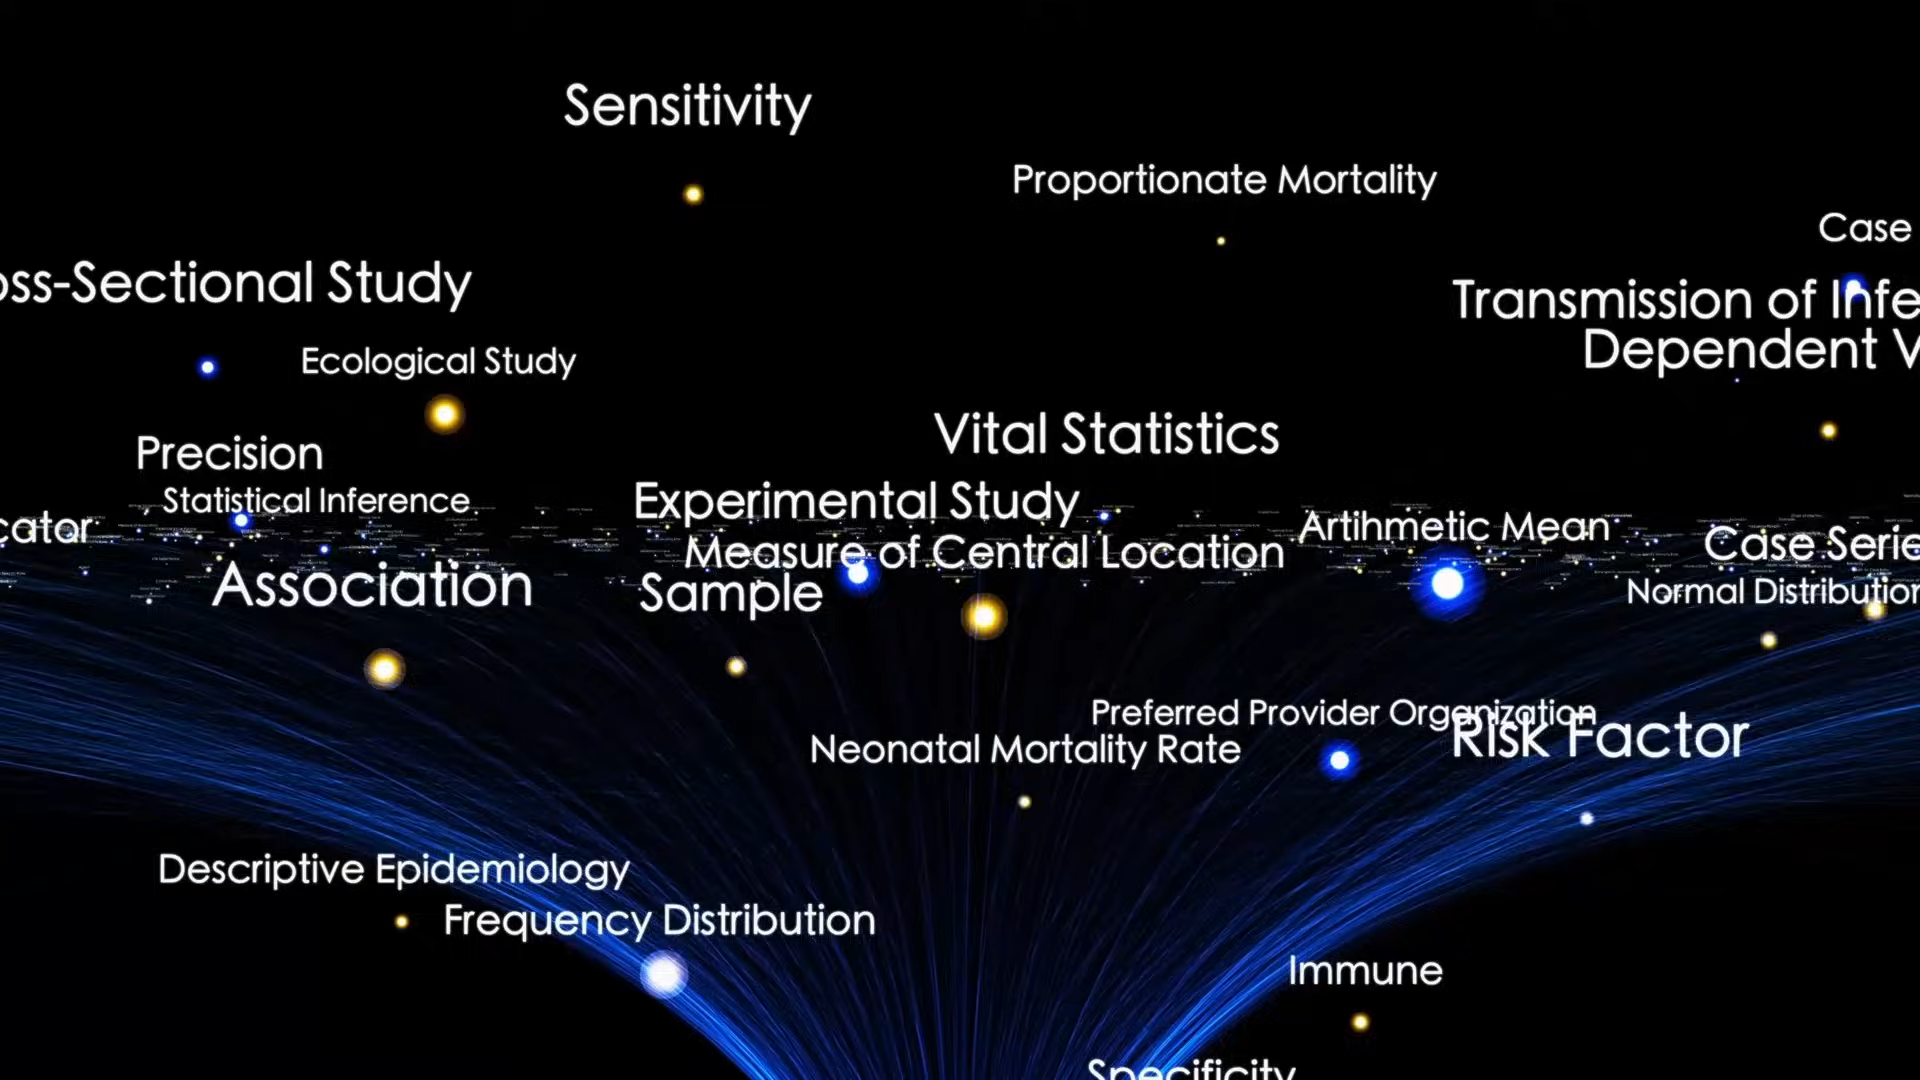 Sensitivity
Proportionate Mortality
Case
oss-Sectional Study
Transmission of Infe
Dependent V
Ecological Study
Vital Statistics
Precision
Statistical Inference
Experimental Study
cator
Artihmetic Mean
Measure of Central Location
Case Serie
Association
Sample
Normal Distribution
Preferred Provider Organization
Risk Factor
Neonatal Mortality Rate
Descriptive Epidemiology
Frequency Distribution
Immune
Specificity